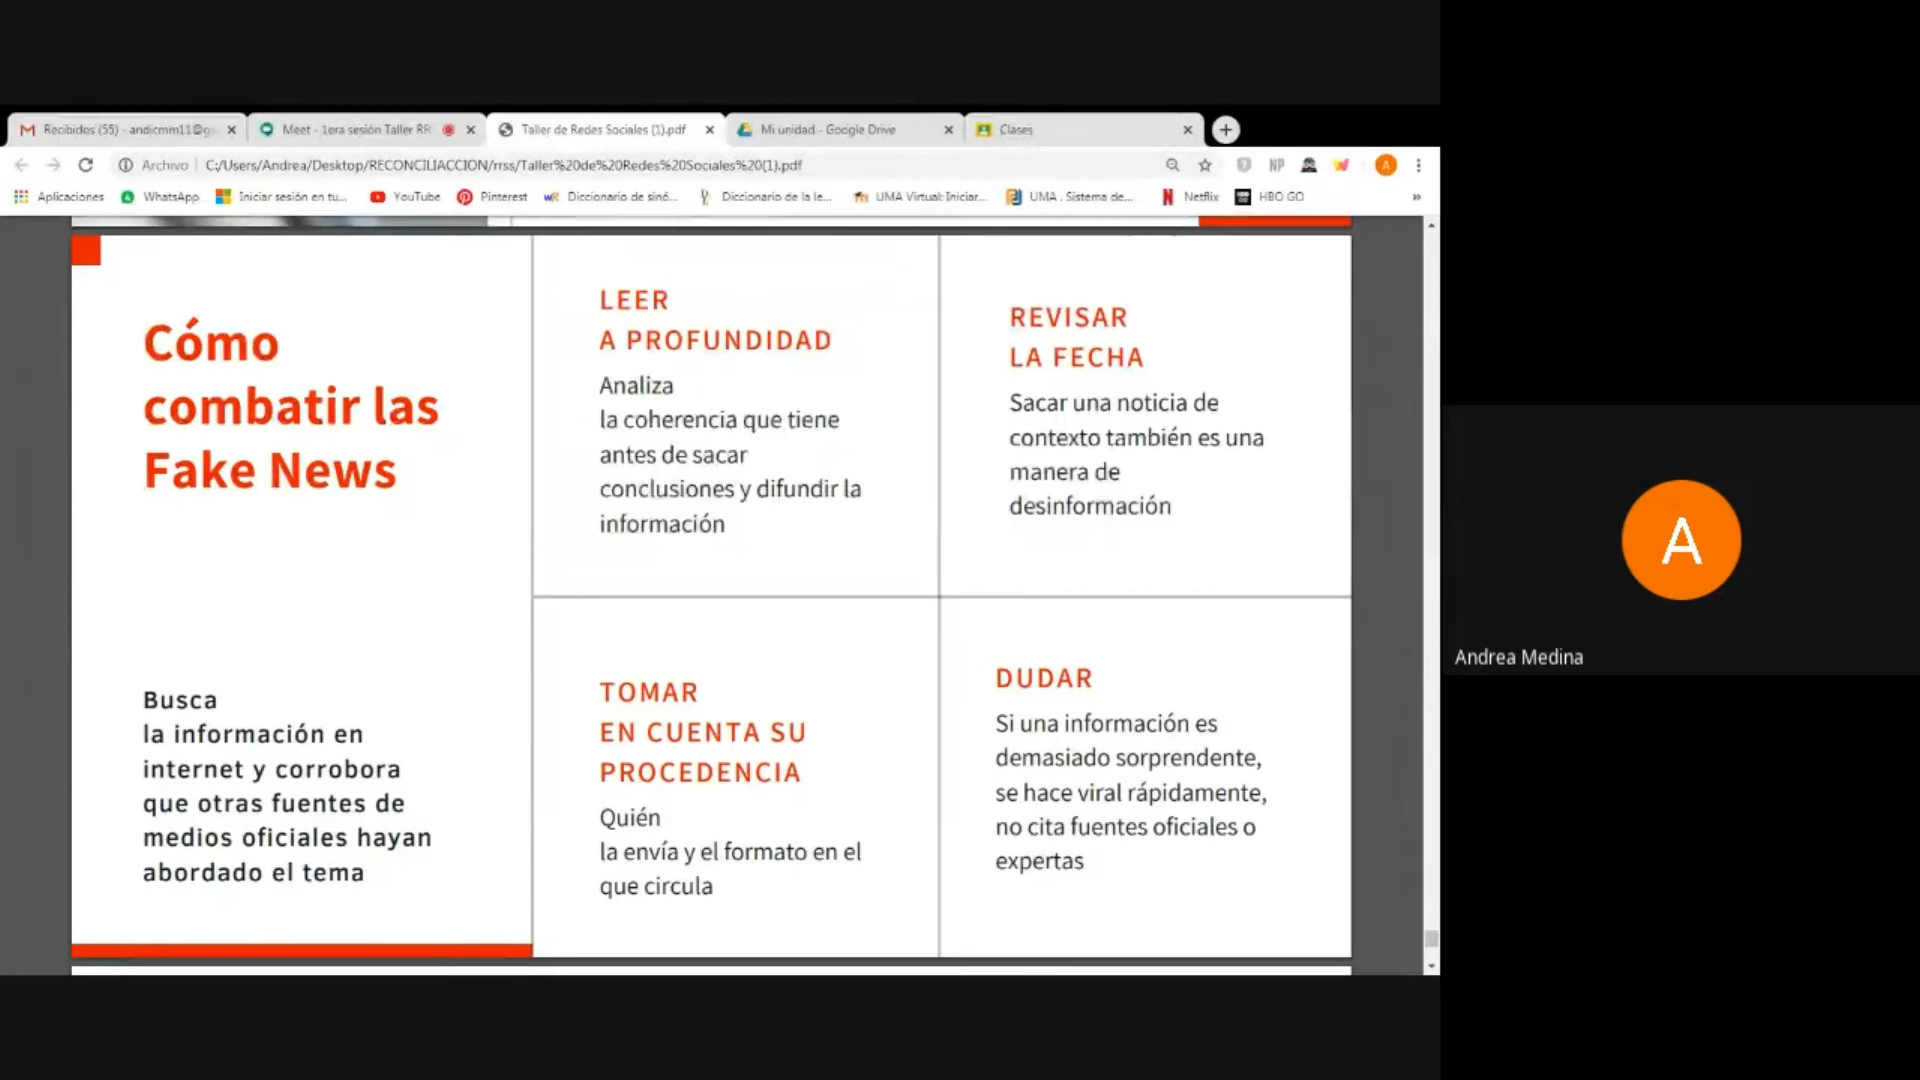 Recibidos (55) - andicmm11@g
Meet - 1era sesión Taller RR
Taller de Redes Sociales (1).pdf
Mi unidad - Google Drive
Clases
Archivo
C:/Users/Andrea/Desktop/RECONCILIACCION/rrss/Taller%20de%20Redes%20Sociales%20(1).pdf
NP
A
Aplicaciones
WhatsApp
Iniciar sesión en tu...
YouTube
Pinterest
Diccionario de sinó...
Diccionario de la le...
UMA Virtual: Iniciar...
UMA . Sistema de...
Netflix
HBO GO
»
Cómo
combatir las
Fake News
Busca
la información en
internet y corrobora
que otras fuentes de
medios oficiales hayan
abordado el tema
LEER
A PROFUNDIDAD
Analiza
la coherencia que tiene
antes de sacar
conclusiones y difundir la
información
REVISAR
LA FECHA
Sacar una noticia de
contexto también es una
manera de
desinformación
TOMAR
EN CUENTA SU
PROCEDENCIA
Quién
la envía y el formato en el
que circula
DUDAR
Si una información es
demasiado sorprendente,
se hace viral rápidamente,
no cita fuentes oficiales o
expertas
A
Andrea Medina